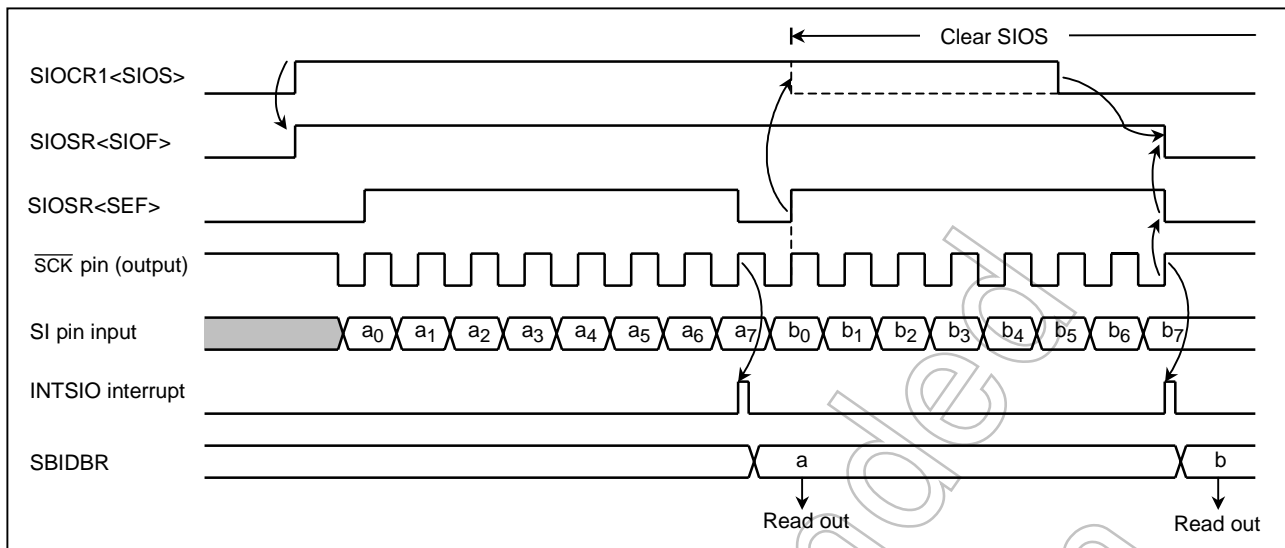 Clear SIOS
SIOCR1<SIOS>
SIOSR<SIOF>
SIOSR<SEF>
SCK pin (output)
SI pin input a0 a1 a2 a3 a4 a5 a6 a7 b0 b1 b2 b3 b4 b5 b6 b7
INTSIO interrupt
SBIDBR a b
Read out Read out